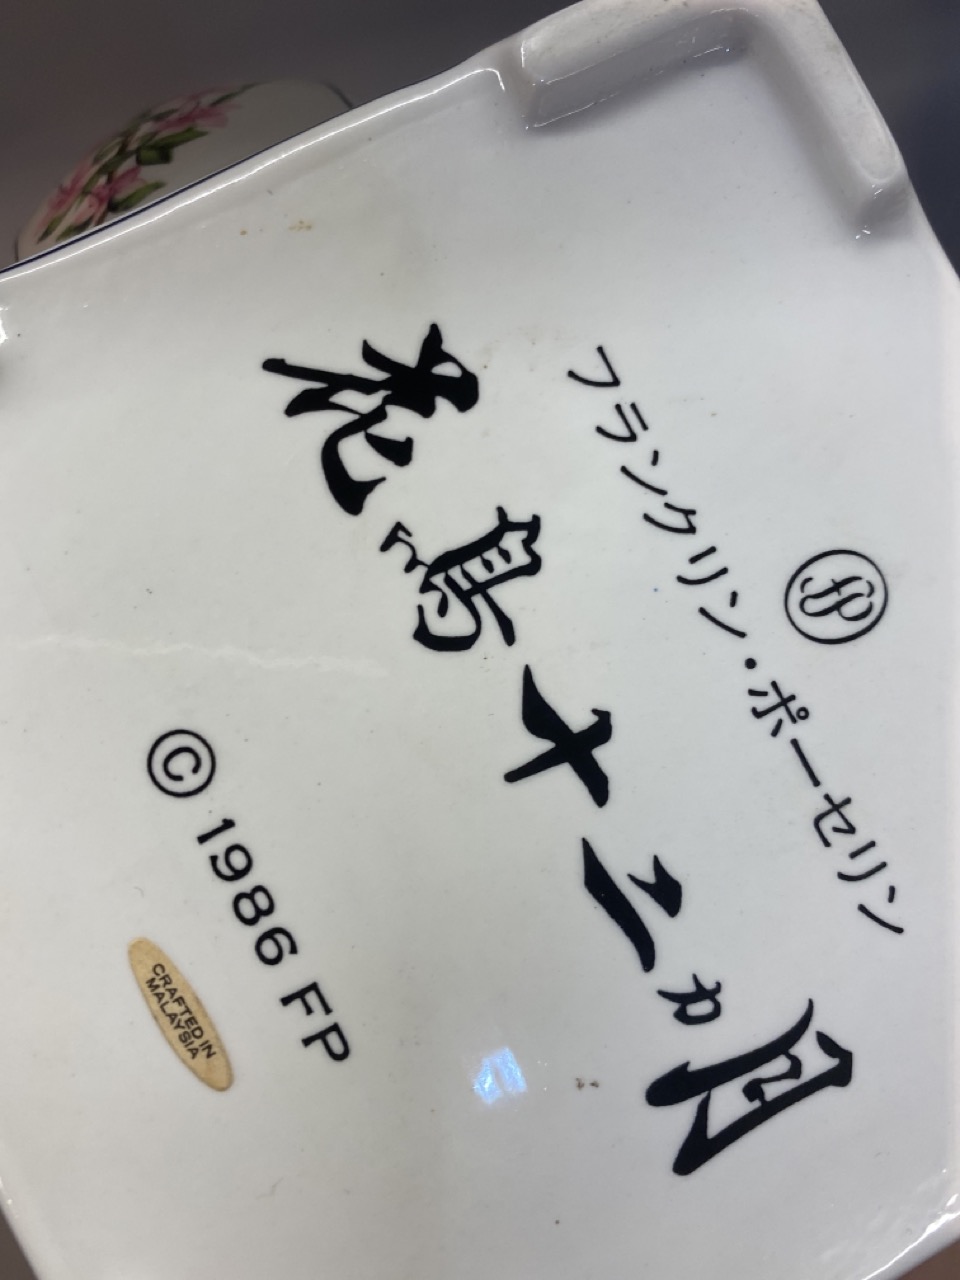 fp
フランクリン・ポーセリン
花鳥十二ヵ月
© 1986 FP
CRAFTED IN
MALAYSIA